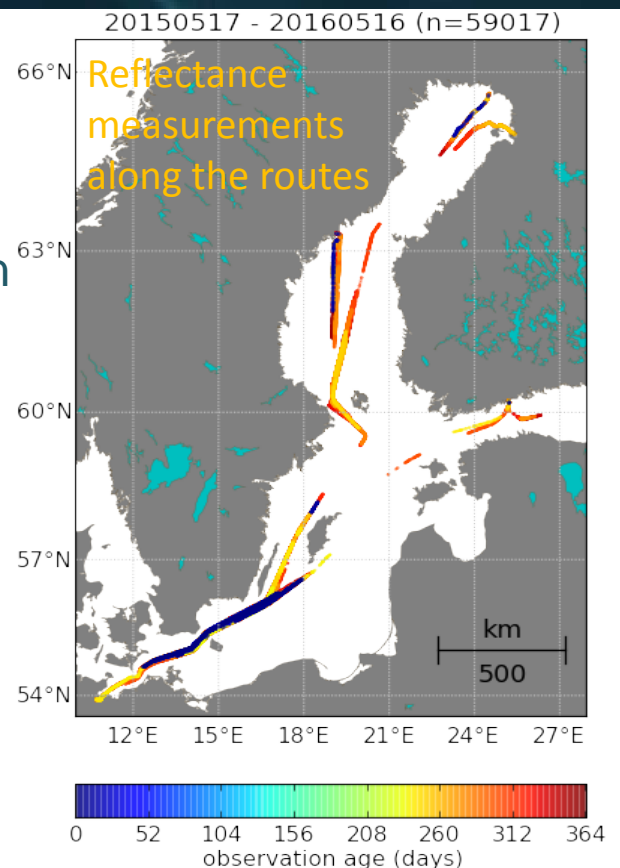 20150517 - 20160516 (n=59017)
66°N
Reflectance
measurements
along the routes
63°N
n
60°N
57°N
km
500
54°N
12°E 15°E 18°E 21°E 24°E 27°E
0 52 104 156 208 260 312 364
observation age (days)